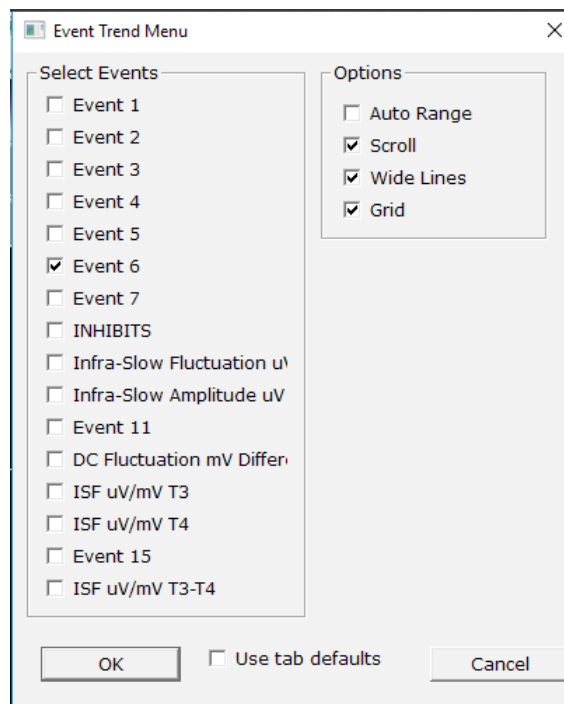 Event Trend Menu
Select Events
Event 1
Event 2
Event 3
Event 4
Event 5
Event 6
Event 7
INHIBITS
Infra-Slow Fluctuation uV
Infra-Slow Amplitude uV
Event 11
DC Fluctuation mV Differ
ISF uV/mV T3
ISF uV/mV T4
Event 15
ISF uV/mV T3-T4
Options
Auto Range
Scroll
Wide Lines
Grid
OK
Use tab defaults
Cancel